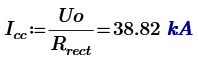 I_cc := Uo / R_rect = 38.82 kA